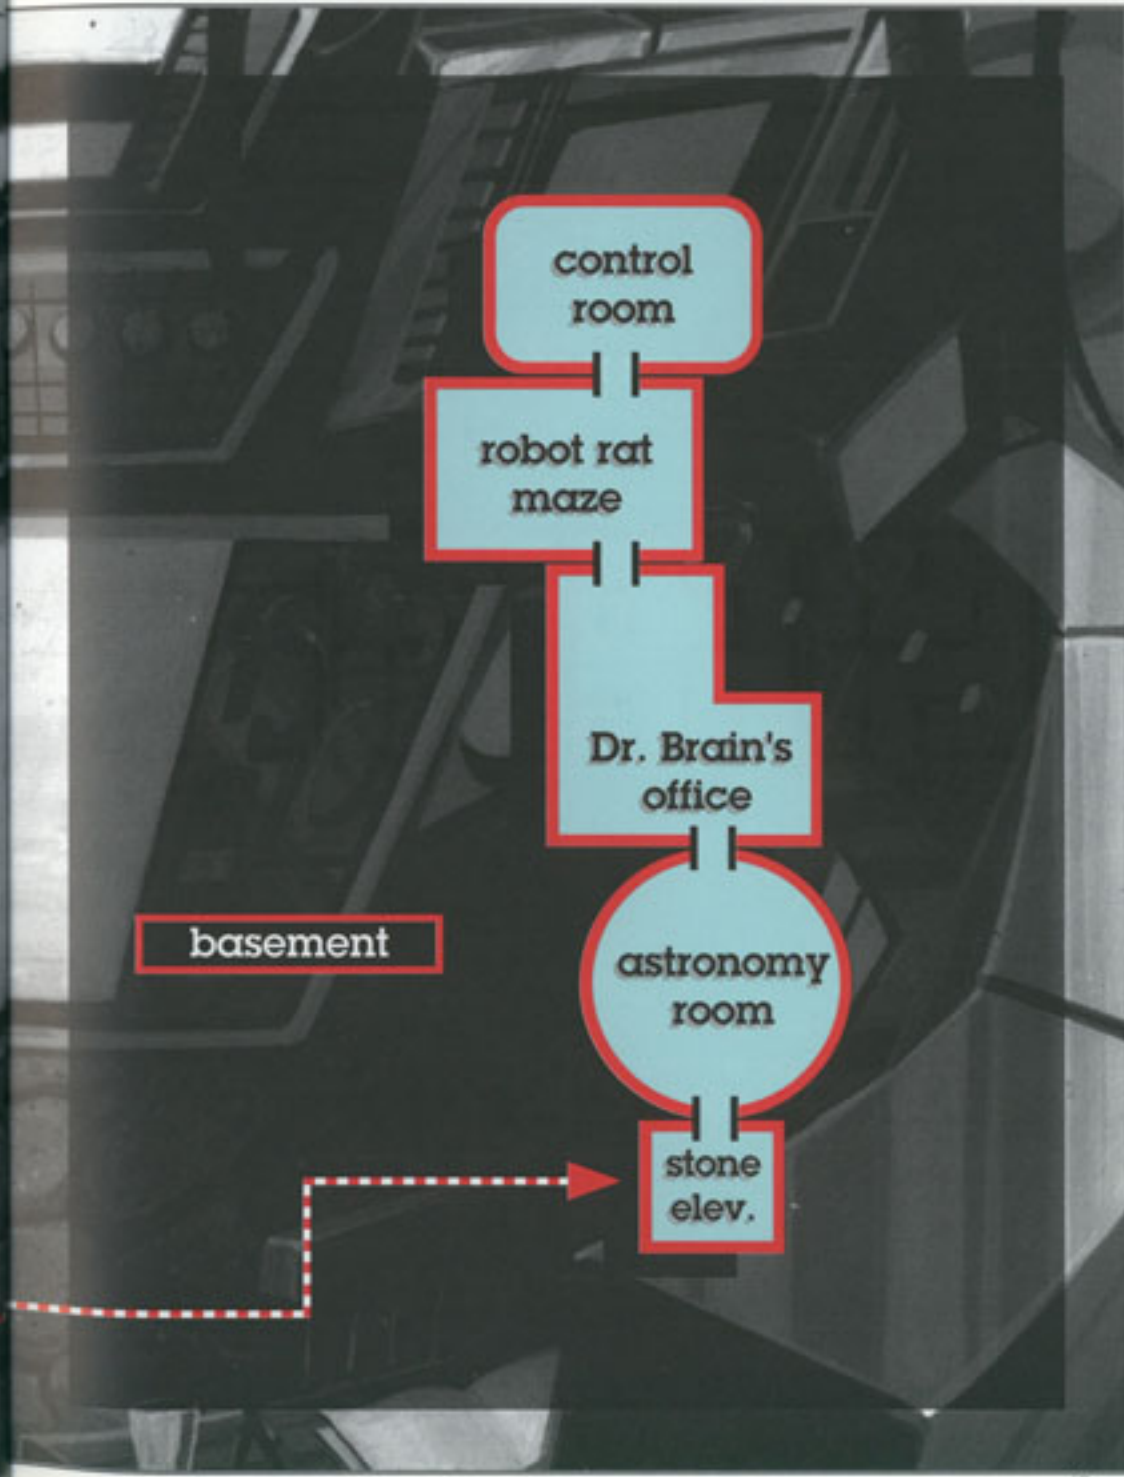 control
room
robot rat
maze
Dr. Brain's
office
basement
astronomy
room
stone
elev.